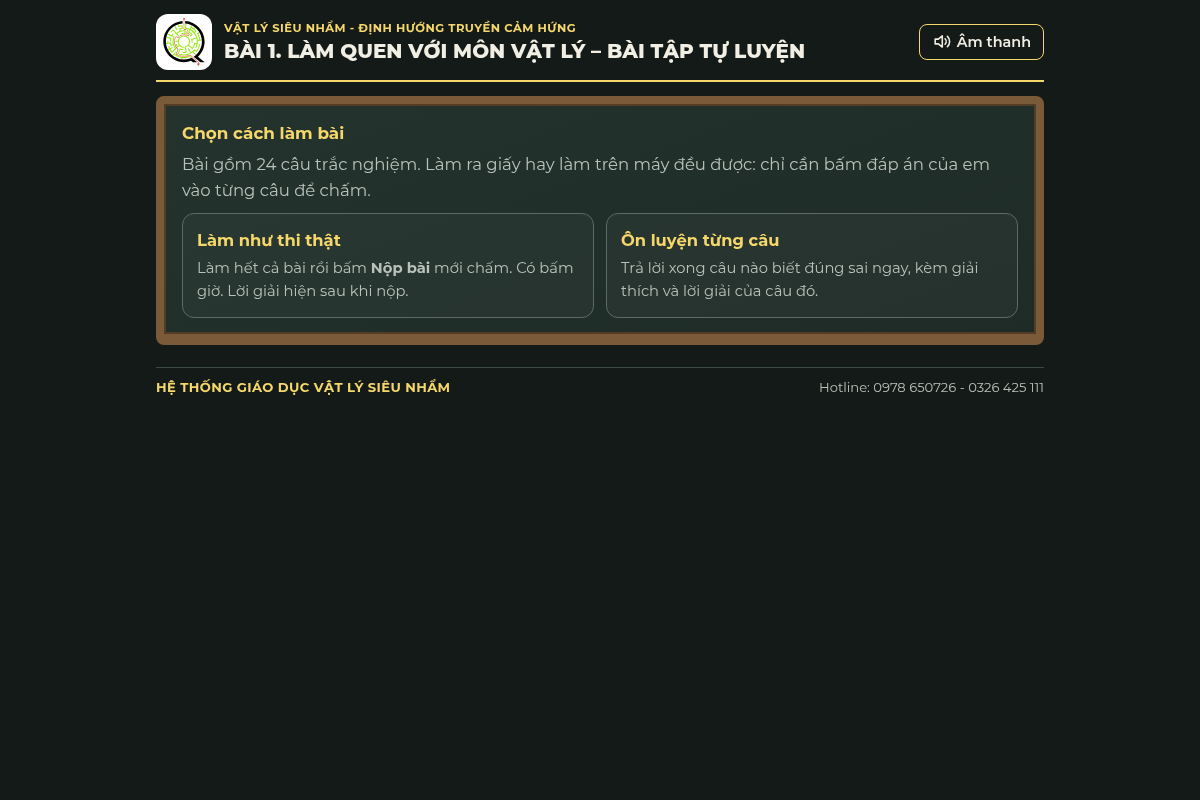 VẬT LÝ SIÊU NHẨM - ĐỊNH HƯỚNG TRUYỀN CẢM HỨNG
BÀI 1. LÀM QUEN VỚI MÔN VẬT LÝ – BÀI TẬP TỰ LUYỆN
Âm thanh
Chọn cách làm bài
Bài gồm 24 câu trắc nghiệm. Làm ra giấy hay làm trên máy đều được: chỉ cần bấm đáp án của em
vào từng câu để chấm.
Làm như thi thật
Làm hết cả bài rồi bấm Nộp bài mới chấm. Có bấm
giờ. Lời giải hiện sau khi nộp.
Ôn luyện từng câu
Trả lời xong câu nào biết đúng sai ngay, kèm giải
thích và lời giải của câu đó.
HỆ THỐNG GIÁO DỤC VẬT LÝ SIÊU NHẨM
Hotline: 0978 650726 - 0326 425 111